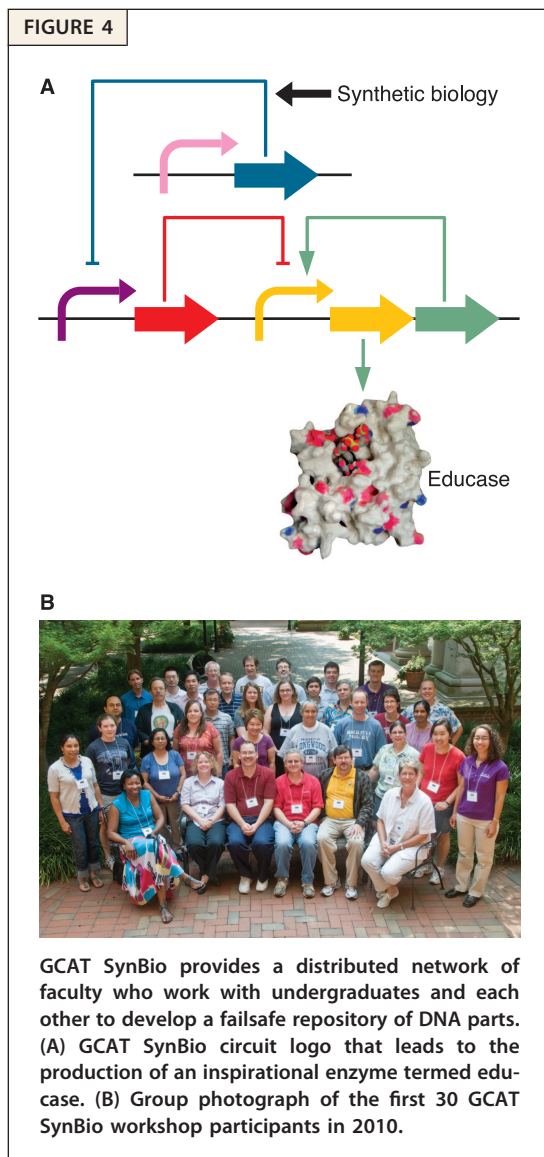 FIGURE 4
A
Synthetic biology
Educase
B
GCAT SynBio provides a distributed network of
faculty who work with undergraduates and each
other to develop a failsafe repository of DNA parts.
(A) GCAT SynBio circuit logo that leads to the
production of an inspirational enzyme termed edu-
case. (B) Group photograph of the first 30 GCAT
SynBio workshop participants in 2010.